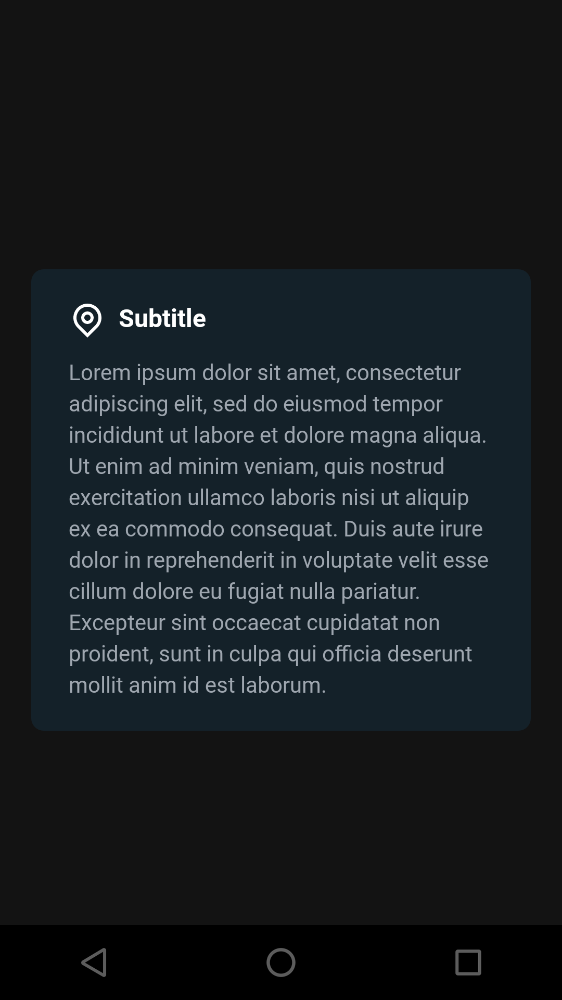 Subtitle
Lorem ipsum dolor sit amet, consectetur
adipiscing elit, sed do eiusmod tempor
incididunt ut labore et dolore magna aliqua.
Ut enim ad minim veniam, quis nostrud
exercitation ullamco laboris nisi ut aliquip
ex ea commodo consequat. Duis aute irure
dolor in reprehenderit in voluptate velit esse
cillum dolore eu fugiat nulla pariatur.
Excepteur sint occaecat cupidatat non
proident, sunt in culpa qui officia deserunt
mollit anim id est laborum.